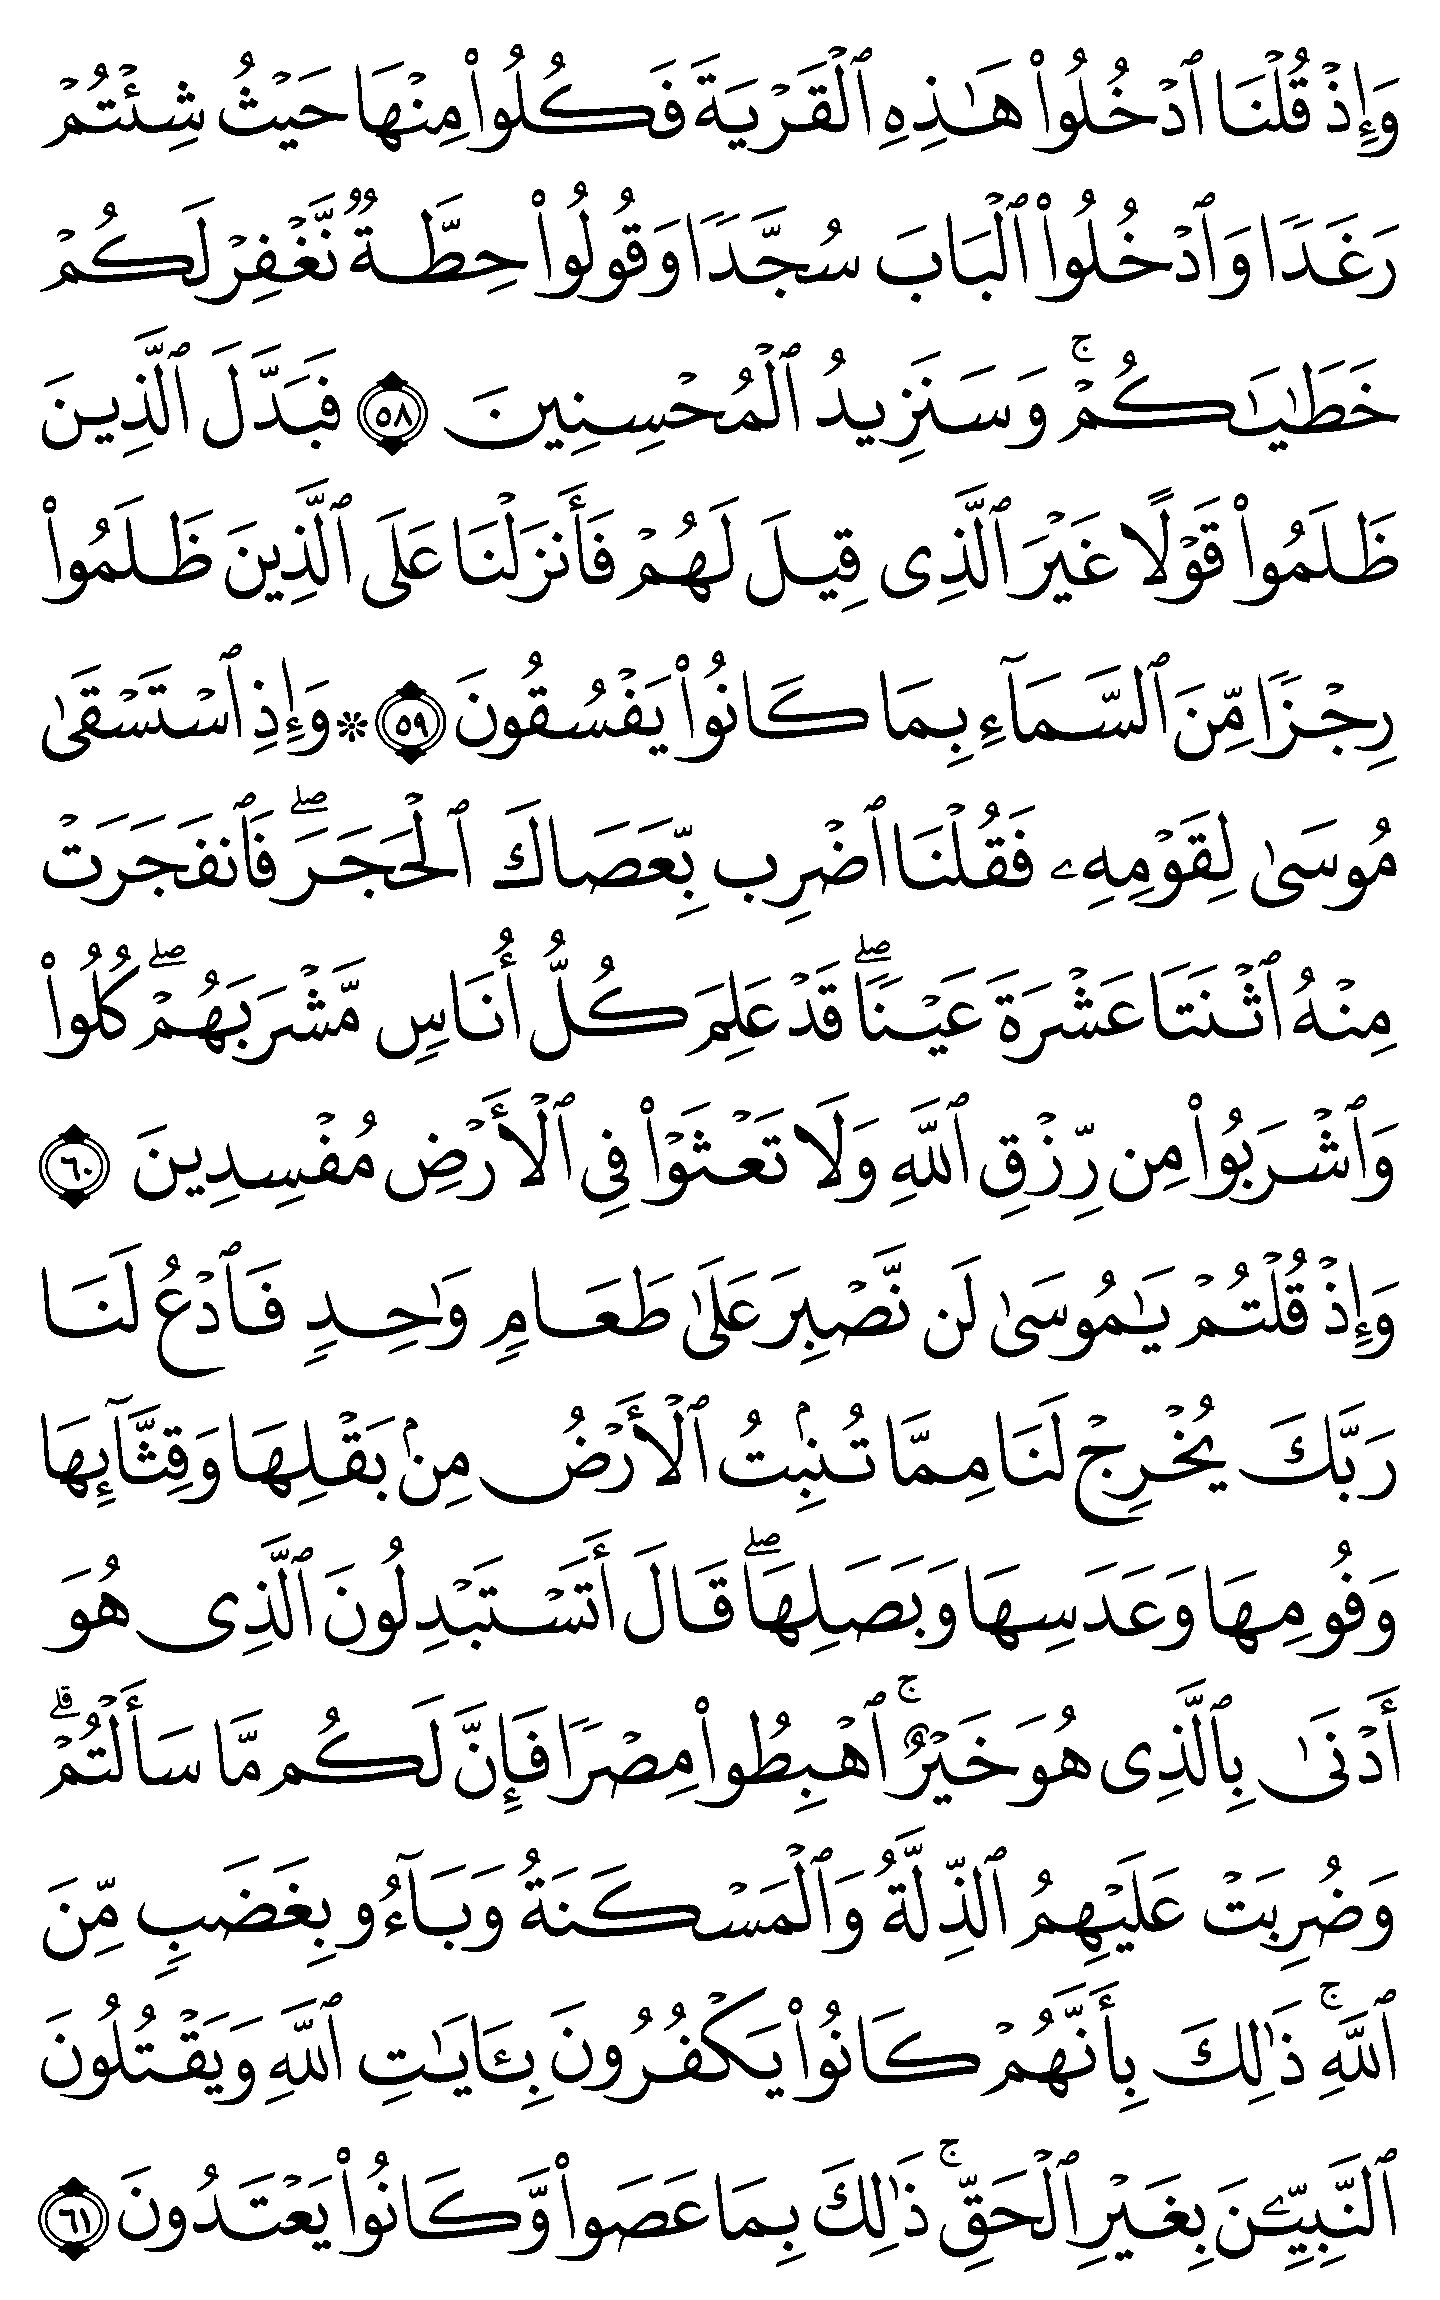 وَإِذۡ قُلۡنَا ٱدۡخُلُواْ هَٰذِهِ ٱلۡقَرۡيَةَ فَكُلُواْ مِنۡهَا حَيۡثُ شِئۡتُمۡ
رَغَدٗا وَٱدۡخُلُواْ ٱلۡبَابَ سُجَّدٗا وَقُولُواْ حِطَّةٞ نَّغۡفِرۡ لَكُمۡ
خَطَٰيَٰكُمۡۚ وَسَنَزِيدُ ٱلۡمُحۡسِنِينَ ٥٨ فَبَدَّلَ ٱلَّذِينَ
ظَلَمُواْ قَوۡلًا غَيۡرَ ٱلَّذِي قِيلَ لَهُمۡ فَأَنزَلۡنَا عَلَى ٱلَّذِينَ ظَلَمُواْ
رِجۡزٗا مِّنَ ٱلسَّمَآءِ بِمَا كَانُواْ يَفۡسُقُونَ ٥٩ ۞ وَإِذِ ٱسۡتَسۡقَىٰ
مُوسَىٰ لِقَوۡمِهِۦ فَقُلۡنَا ٱضۡرِب بِّعَصَاكَ ٱلۡحَجَرَۖ فَٱنفَجَرَتۡ
مِنۡهُ ٱثۡنَتَا عَشۡرَةَ عَيۡنٗاۖ قَدۡ عَلِمَ كُلُّ أُنَاسٖ مَّشۡرَبَهُمۡۖ كُلُواْ
وَٱشۡرَبُواْ مِن رِّزۡقِ ٱللَّهِ وَلَا تَعۡثَوۡاْ فِي ٱلۡأَرۡضِ مُفۡسِدِينَ ٦٠
وَإِذۡ قُلۡتُمۡ يَٰمُوسَىٰ لَن نَّصۡبِرَ عَلَىٰ طَعَامٖ وَٰحِدٖ فَٱدۡعُ لَنَا
رَبَّكَ يُخۡرِجۡ لَنَا مِمَّا تُنۢبِتُ ٱلۡأَرۡضُ مِنۢ بَقۡلِهَا وَقِثَّآئِهَا
وَفُومِهَا وَعَدَسِهَا وَبَصَلِهَاۖ قَالَ أَتَسۡتَبۡدِلُونَ ٱلَّذِي هُوَ
أَدۡنَىٰ بِٱلَّذِي هُوَ خَيۡرٌۚ ٱهۡبِطُواْ مِصۡرٗا فَإِنَّ لَكُم مَّا سَأَلۡتُمۡۗ
وَضُرِبَتۡ عَلَيۡهِمُ ٱلذِّلَّةُ وَٱلۡمَسۡكَنَةُ وَبَآءُو بِغَضَبٖ مِّنَ
ٱللَّهِۚ ذَٰلِكَ بِأَنَّهُمۡ كَانُواْ يَكۡفُرُونَ بِـَٔايَٰتِ ٱللَّهِ وَيَقۡتُلُونَ
ٱلنَّبِيِّـۧنَ بِغَيۡرِ ٱلۡحَقِّۚ ذَٰلِكَ بِمَا عَصَواْ وَّكَانُواْ يَعۡتَدُونَ ٦١